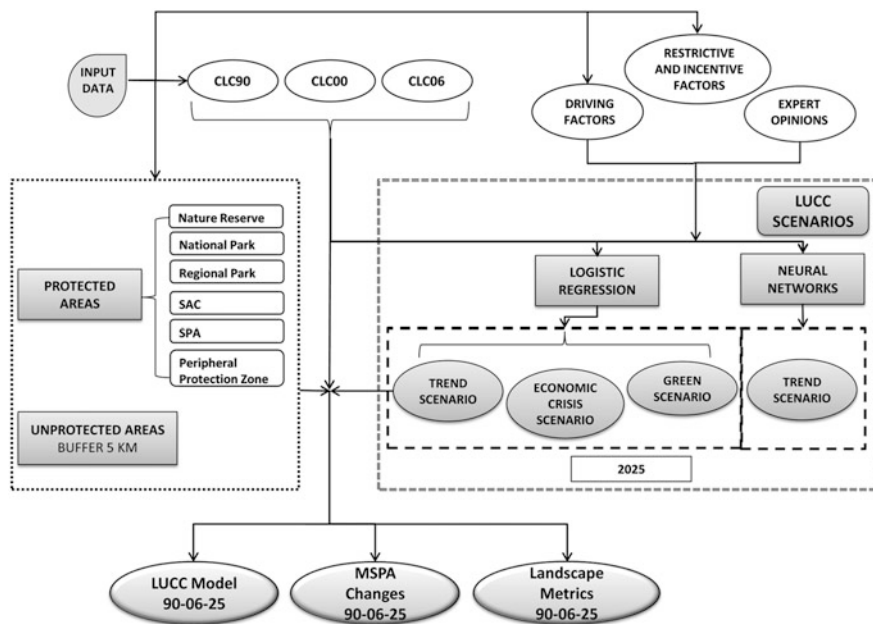 INPUT
DATA
CLC90
CLC00
CLC06
DRIVING
FACTORS
RESTRICTIVE
AND INCENTIVE
FACTORS
EXPERT
OPINIONS
PROTECTED
AREAS
Nature Reserve
National Park
Regional Park
SAC
SPA
Peripheral
Protection Zone
UNPROTECTED AREAS
BUFFER 5 KM
LUCC
SCENARIOS
LOGISTIC
REGRESSION
NEURAL
NETWORKS
TREND
SCENARIO
ECONOMIC
CRISIS
SCENARIO
GREEN
SCENARIO
TREND
SCENARIO
2025
LUCC Model
90-06-25
MSPA
Changes
90-06-25
Landscape
Metrics
90-06-25